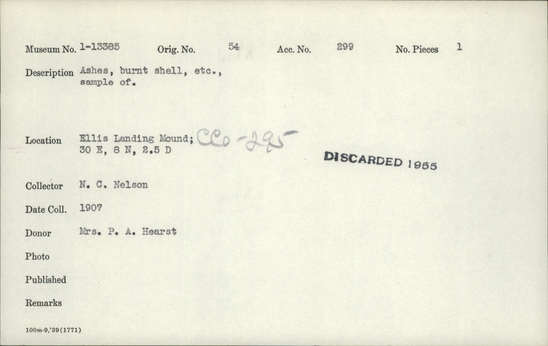 Museum No. 1-13385 Orig. No. 54 Acc. No. 299 No. Pieces 1
Description Ashes, burnt shell, etc.,
sample of.
Location Ellis Landing Mound; CCo-295
30 E, 8 N, 2.5 D
DISCARDED 1955
Collector N. C. Nelson
Date Coll. 1907
Donor Mrs. P. A. Hearst
Photo
Published
Remarks
100m-9,'39(1771)